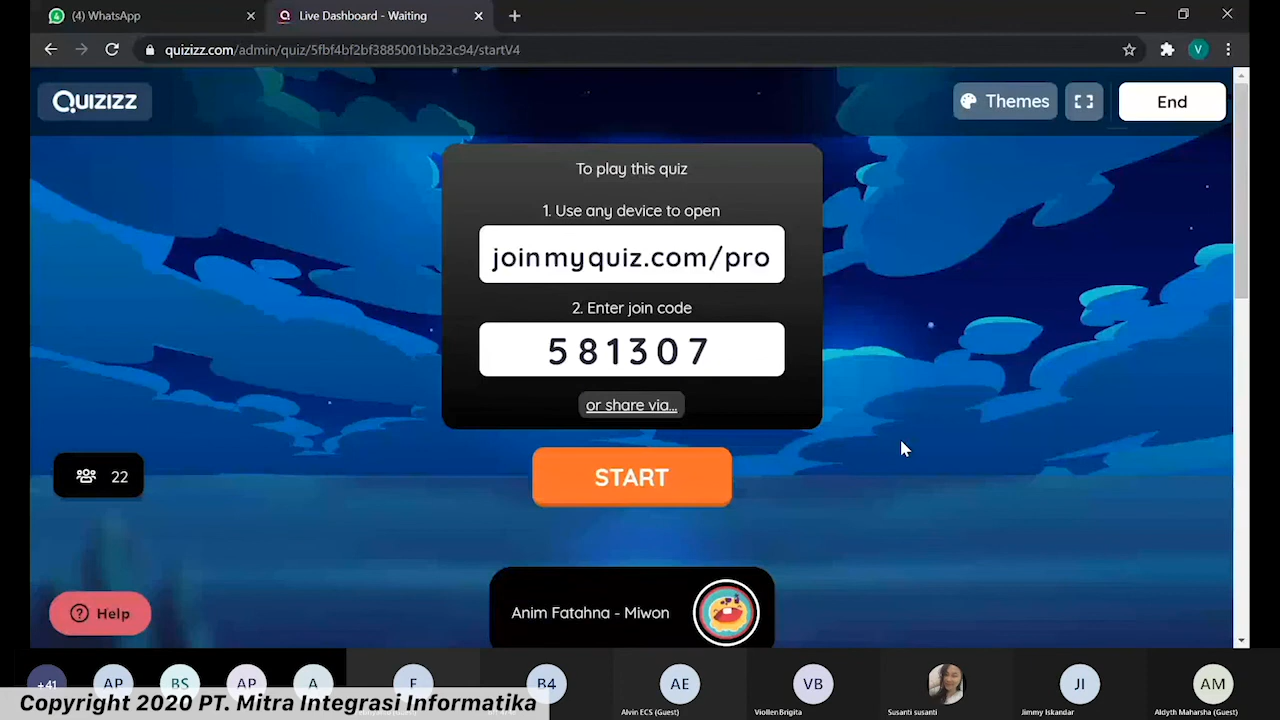 (4) WhatsApp
Live Dashboard - Waiting
quizizz.com/admin/quiz/5fbf4bf2bf3885001bb23c94/startV4
V
Quizizz
Themes
End
To play this quiz
1. Use any device to open
joinmyquiz.com/pro
2. Enter join code
581307
or share via...
START
22
Anim Fatahna - Miwon
Help
+41
AP
BS
AP
A
B4
AE
VB
JI
AM
Alvin ECS (Guest)
Viollen Brigita
Susanti susanti
Jimmy Iskandar
Aldyth Maharsha (Guest)
Copyright 2020 PT. Mitra Integrasi Informatika